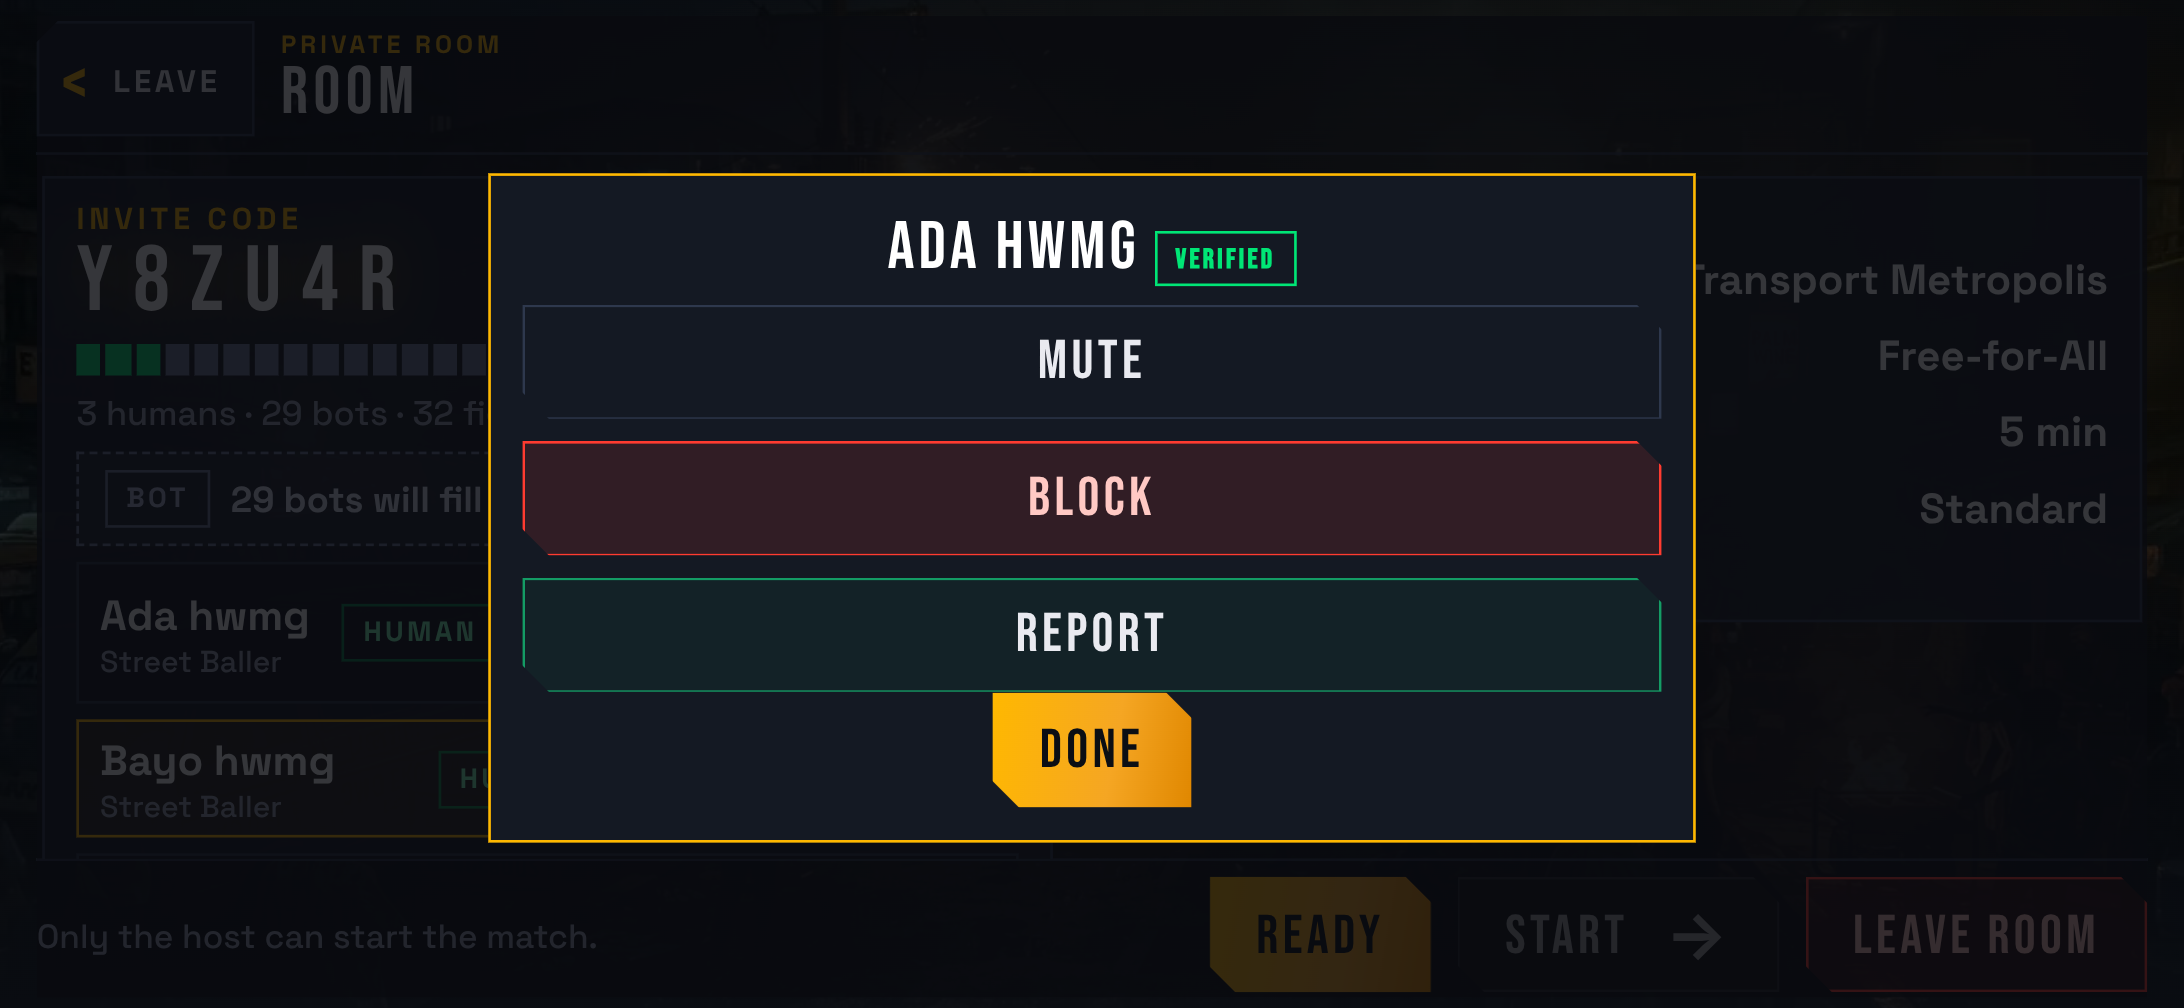 < LEAVE
PRIVATE ROOM
ROOM
INVITE CODE
Y8ZU4R
3 humans · 29 bots · 32
BOT
29 bots will fill
Ada hwmg
HUMAN
Street Baller
Bayo hwmg
Street Baller
ADA HWMG
VERIFIED
MUTE
BLOCK
REPORT
DONE
Transport Metropolis
Free-for-All
5 min
Standard
Only the host can start the match.
READY
START →
LEAVE ROOM